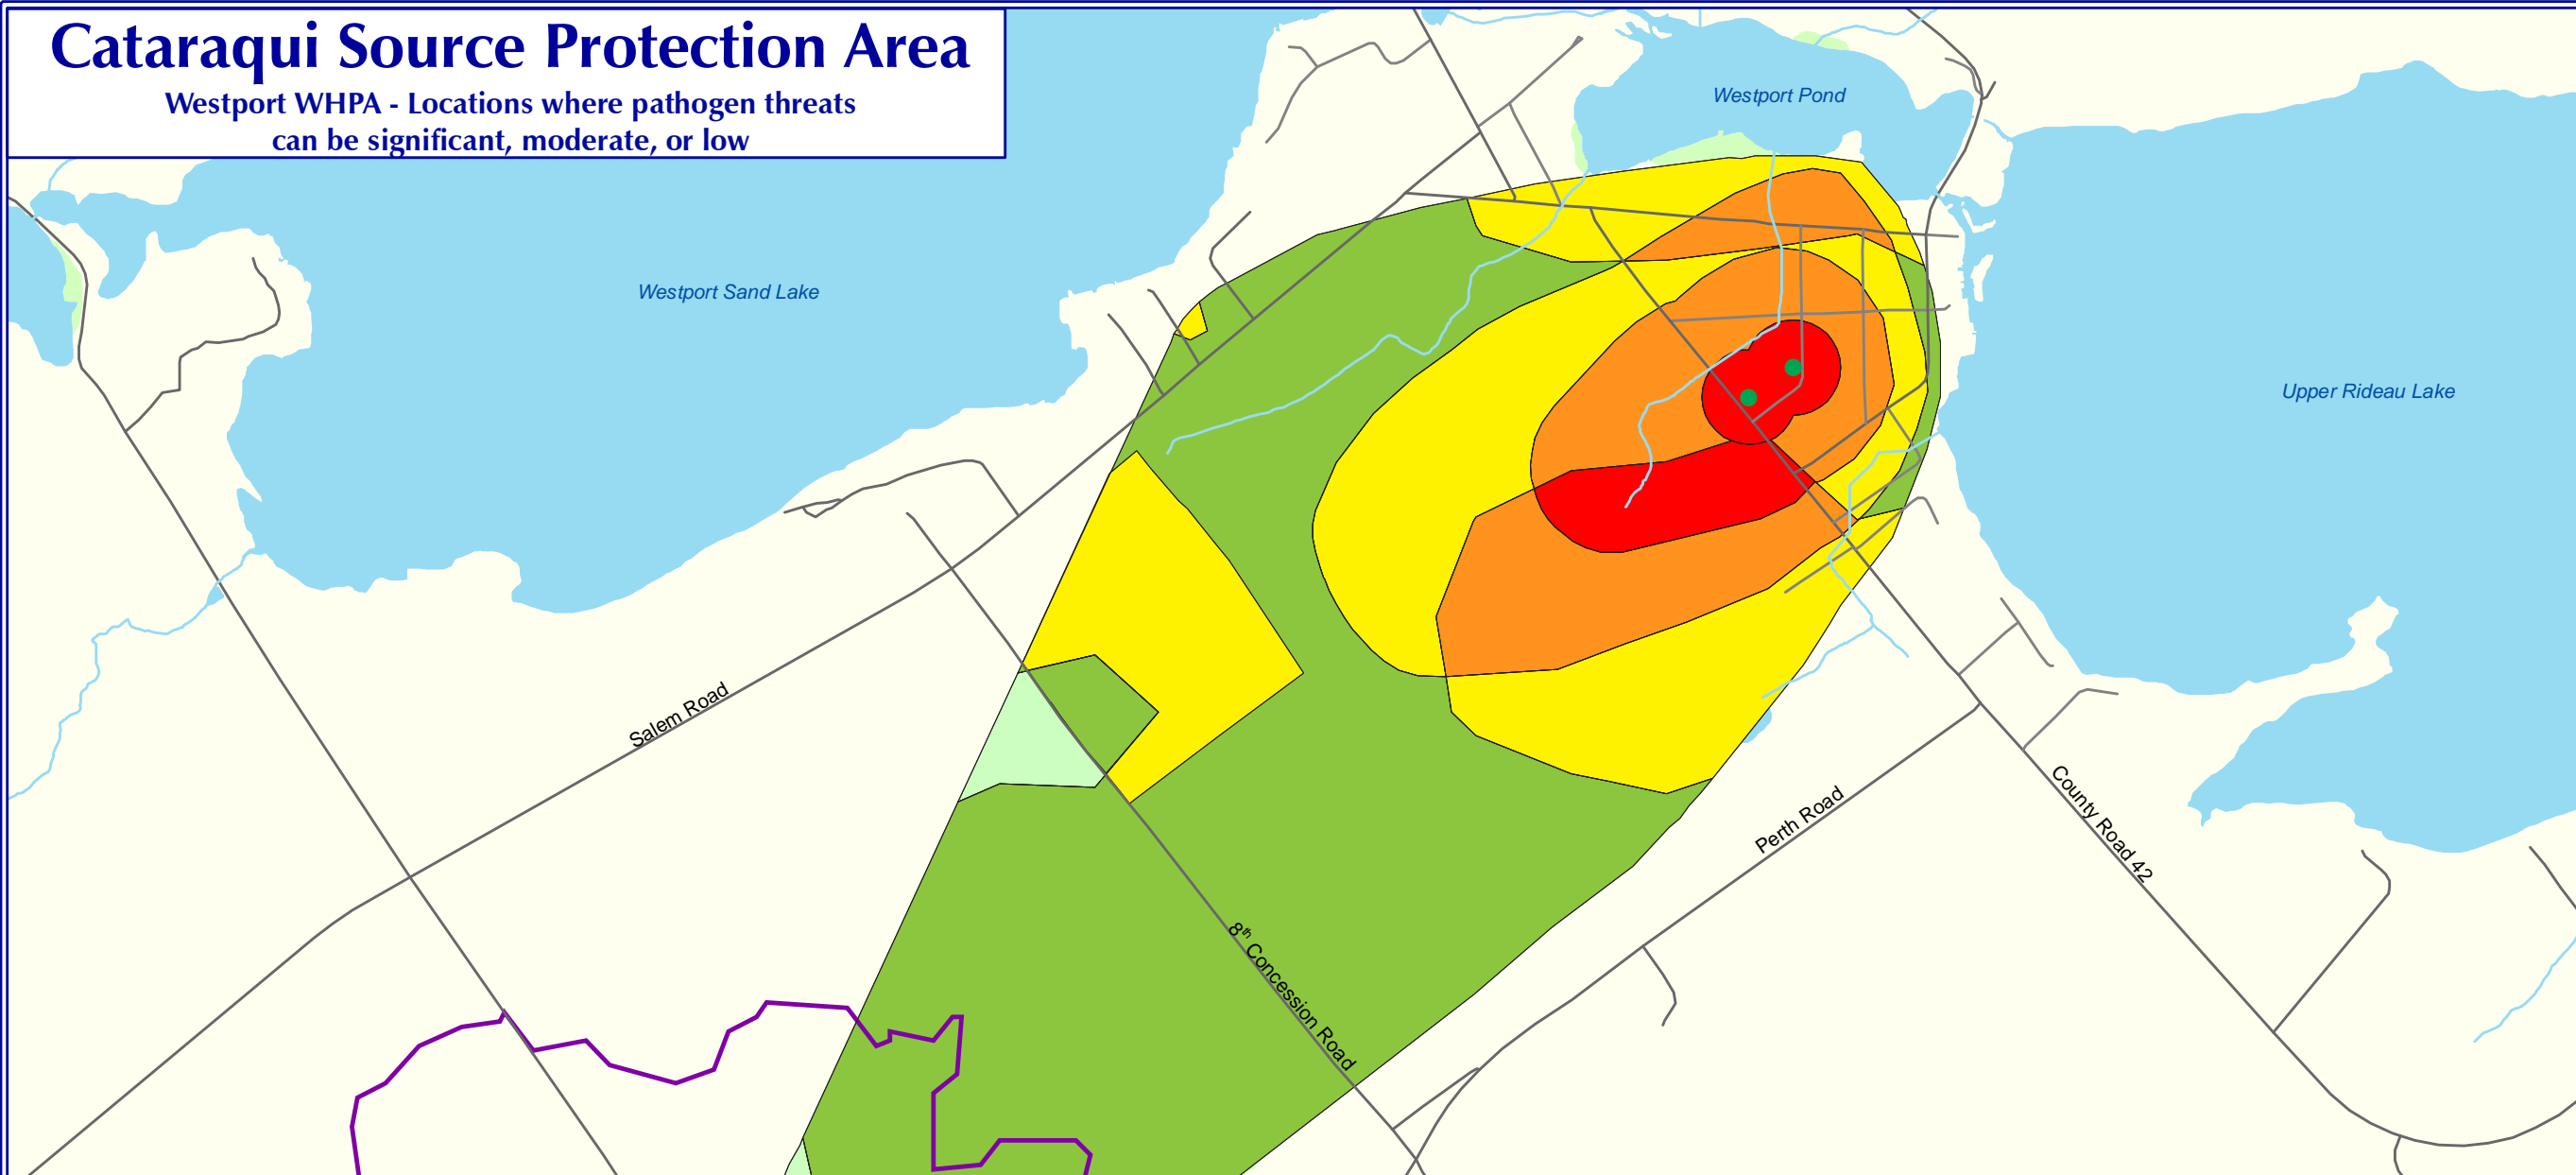 Cataraqui Source Protection Area
Westport WHPA - Locations where pathogen threats
can be significant, moderate, or low
Westport Pond
Westport Sand Lake
Upper Rideau Lake
Salem Road
Perth Road
County Road 42
8th Concession Road